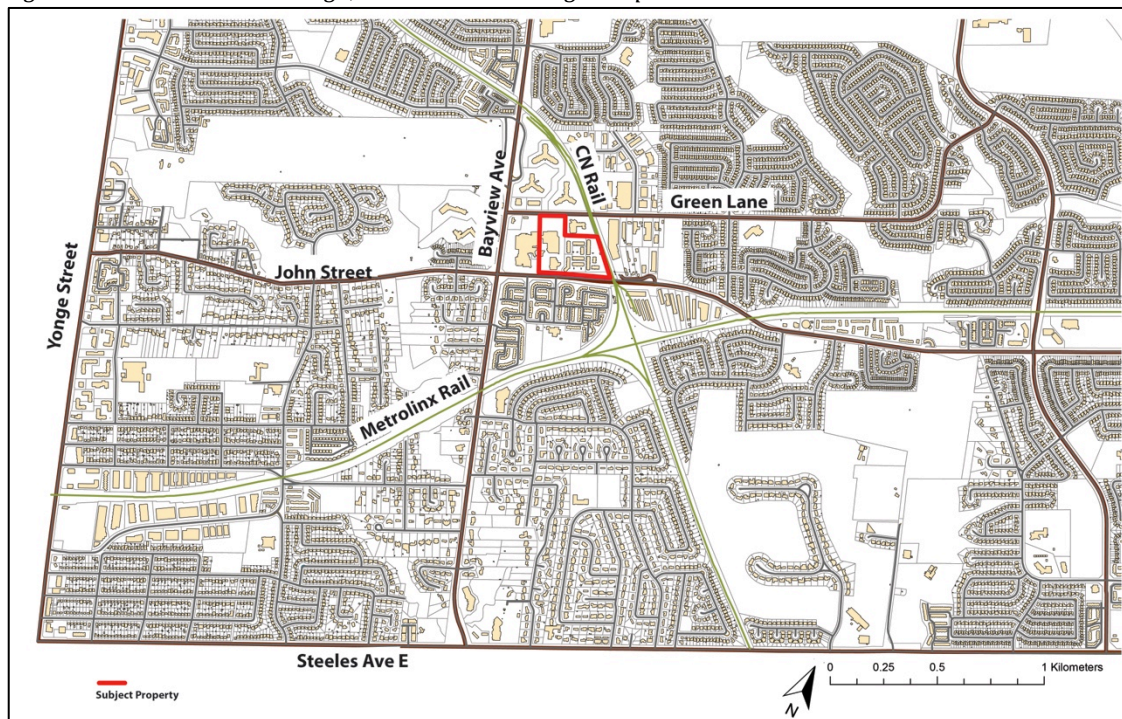 Bayview Ave
CN Rail
Green Lane
John Street
Yonge Street
Metrolinx Rail
Steeles Ave E
Subject Property
N
0 0.25 0.5 1 Kilometers